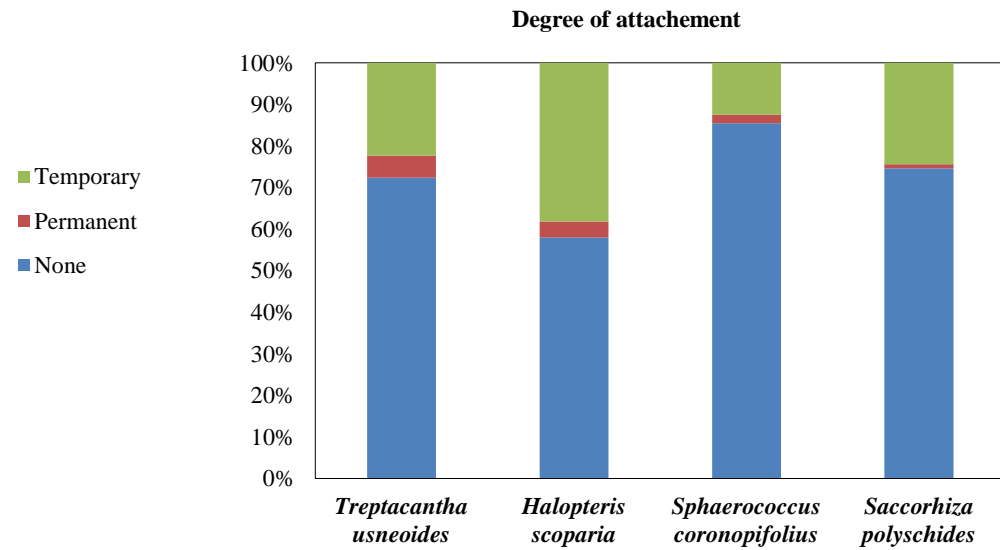 Degree of attachement
100%
90%
80%
70%
60%
50%
40%
30%
20%
10%
0%
Temporary
Permanent
None
Treptacantha
usneoides
Halopteris
scoparia
Sphaerococcus
coronopifolius
Saccorhiza
polyschides